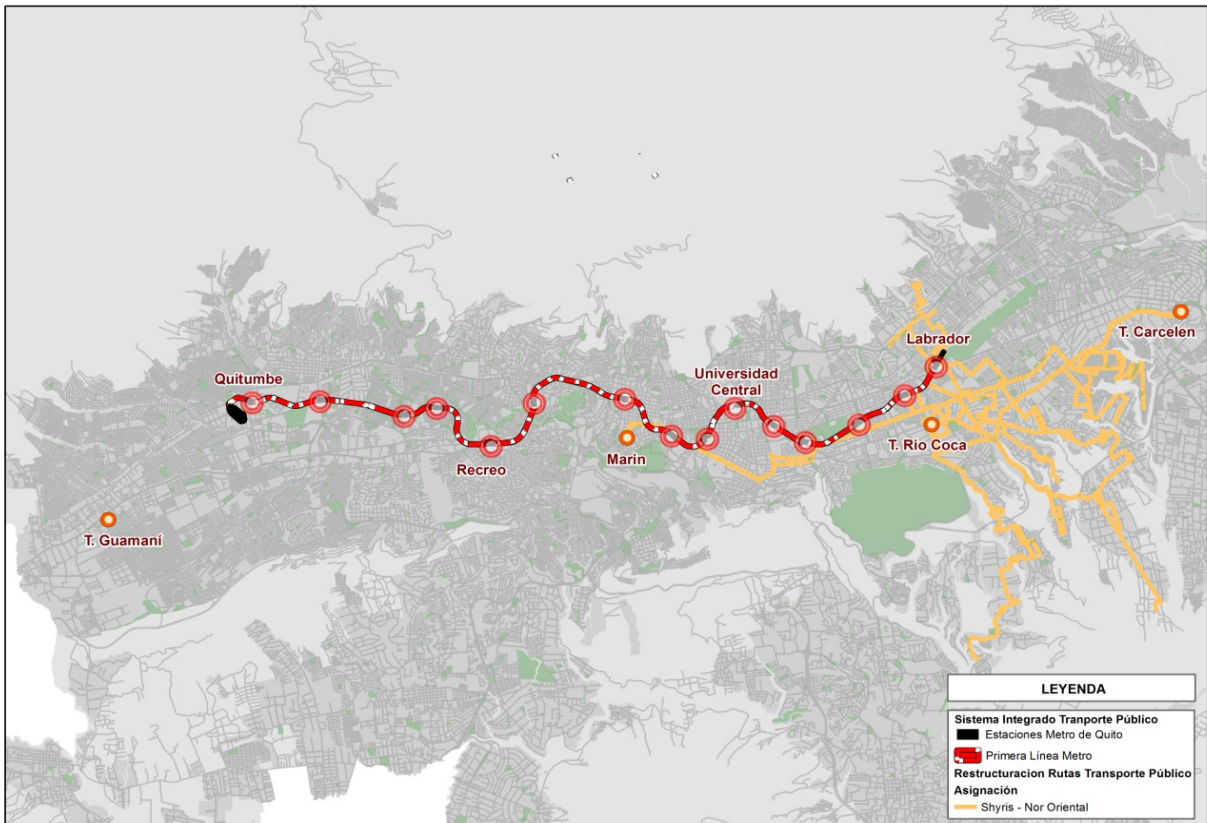 Labrador
T. Carcelen
Universidad
Central
Quitumbe
T. Rio Coca
Marin
Recreo
T. Guamaní
LEYENDA
Sistema Integrado Tranporte Público
Estaciones Metro de Quito
Primera Línea Metro
Restructuracion Rutas Transporte Público
Asignación
Shyris - Nor Oriental